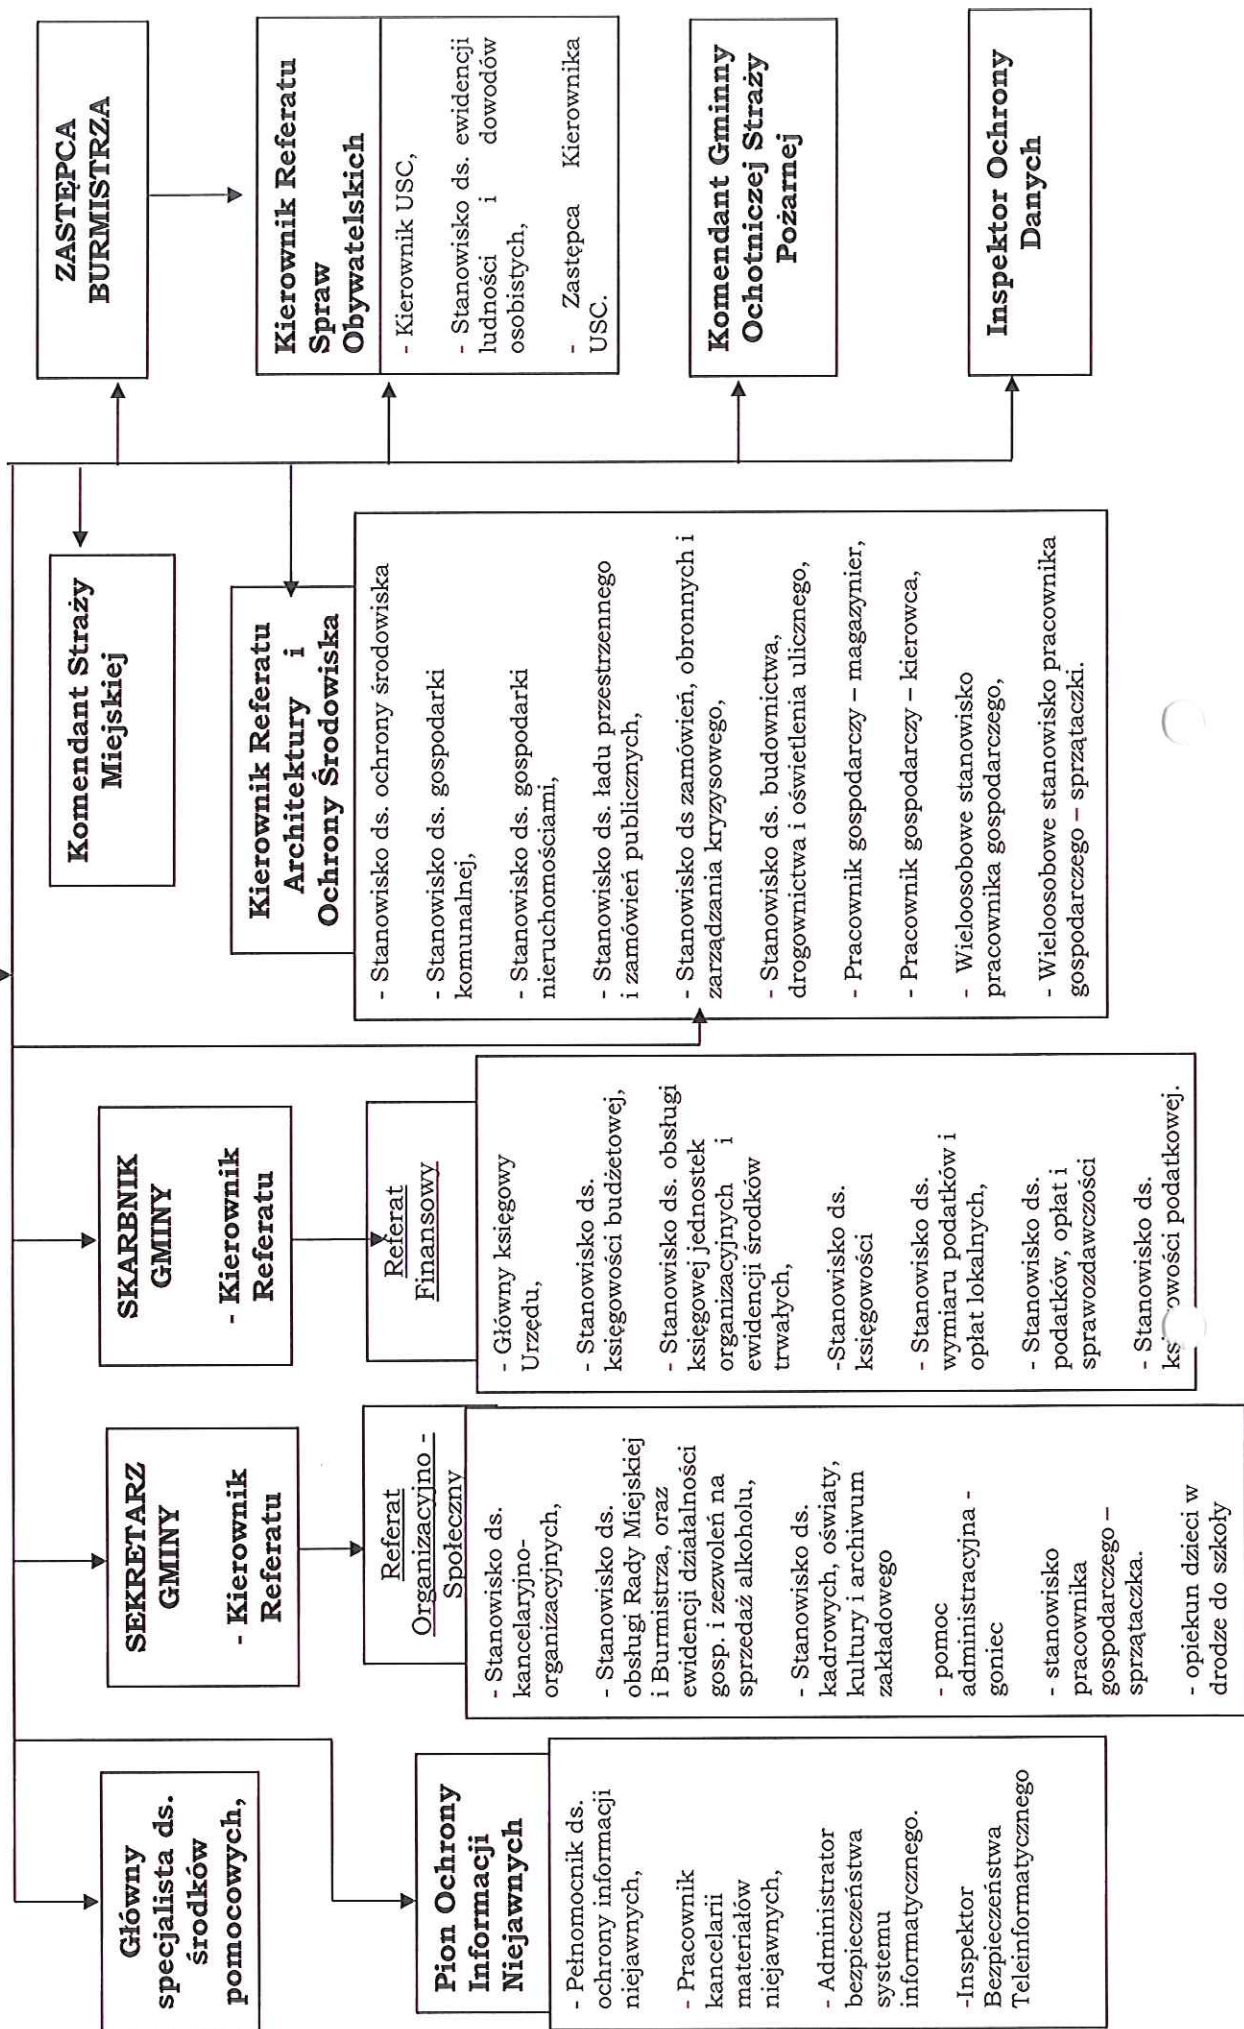 Główny
specjalista ds.
środków
pomocowych,
Pion Ochrony
Informacji
Niejawnych
- Pełnomocnik ds.
ochrony informacji
niejawnych,
- Pracownik
kancelarii
materiałów
niejawnych,
- Administrator
bezpieczeństwa
systemu
informatycznego.
-Inspektor
Bezpieczeństwa
Teleinformatycznego
SEKRETARZ
GMINY
- Kierownik
Referatu
Referat
Organizacyjno -
Społeczny
- Stanowisko ds.
kancelaryjno-
organizacyjnych,
- Stanowisko ds.
obsługi Rady Miejskiej
i Burmistrza, oraz
ewidencji działalności
gosp. i zezwoleń na
sprzedaż alkoholu,
- Stanowisko ds.
kadrowych, oświaty,
kultury i archiwum
zakładowego
- pomoc
administracyjna -
goniec
- stanowisko
pracownika
gospodarczego –
sprzątaczka.
- opiekun dzieci w
drodze do szkoły
SKARBNIK
GMINY
- Kierownik
Referatu
Referat
Finansowy
- Główny księgowy
Urzędu,
- Stanowisko ds.
księgowości budżetowej,
- Stanowisko ds. obsługi
księgowej jednostek
organizacyjnych i
ewidencji środków
trwałych,
-Stanowisko ds.
księgowości
- Stanowisko ds.
wymiaru podatków i
opłat lokalnych,
- Stanowisko ds.
podatków, opłat i
sprawozdawczości
- Stanowisko ds.
podatkowej.
Komendant Straży
Miejskiej
Kierownik Referatu
Architektury i
Ochrony Środowiska
- Stanowisko ds. ochrony środowiska
- Stanowisko ds. gospodarki
komunalnej,
- Stanowisko ds. gospodarki
nieruchomościami,
- Stanowisko ds. ładu przestrzennego
i zamówień publicznych,
- Stanowisko ds zamówień, obronnych i
zarządzania kryzysowego,
- Stanowisko ds. budownictwa,
drogownictwa i oświetlenia ulicznego,
- Pracownik gospodarczy – magazynier,
- Pracownik gospodarczy – kierowca,
- Wieloosobowe stanowisko
pracownika gospodarczego,
- Wieloosobowe stanowisko pracownika
gospodarczego – sprzątaczki.
ZASTĘPCA
BURMISTRZA
Kierownik Referatu
Spraw
Obywatelskich
- Kierownik USC,
- Stanowisko ds. ewidencji
ludności i dowodów
osobistych,
- Zastępca Kierownika
USC.
Komendant Gminny
Ochotniczej Straży
Pożarnej
Inspektor Ochrony
Danych